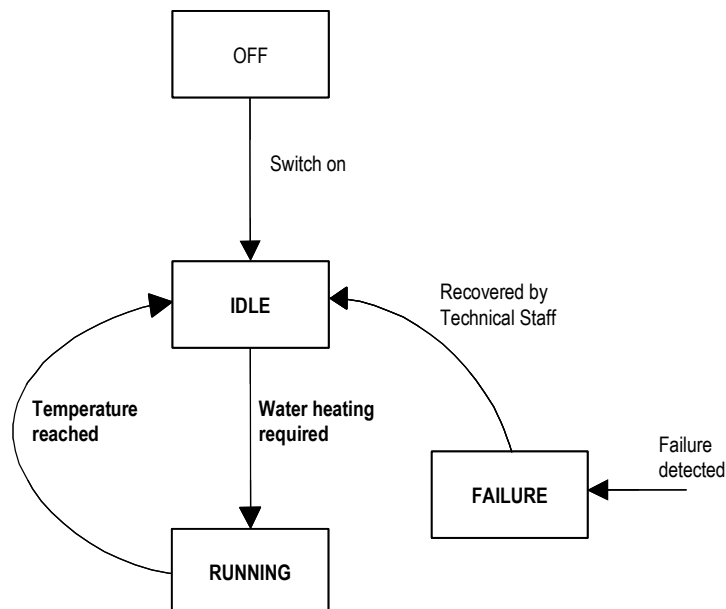 OFF
Switch on
IDLE
Recovered by
Technical Staff
Temperature
reached
Water heating
required
Failure
detected
FAILURE
RUNNING